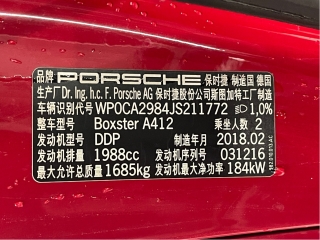 品牌 PORSCHE 保时捷 制造国 德国
生产厂 Dr. Ing. h.c. F. Porsche AG 保时捷股份公司斯图加特工厂制造
车辆识别代号 WP0CA2984JS211772 1,0%
整车型号 Boxster A412 乘坐人数 2
发动机型号 DDP 制造年月 2018.02
发动机排量 1988cc 发动机序号 031216
最大允许总质量 1685kg 发动机最大净功率 184kW